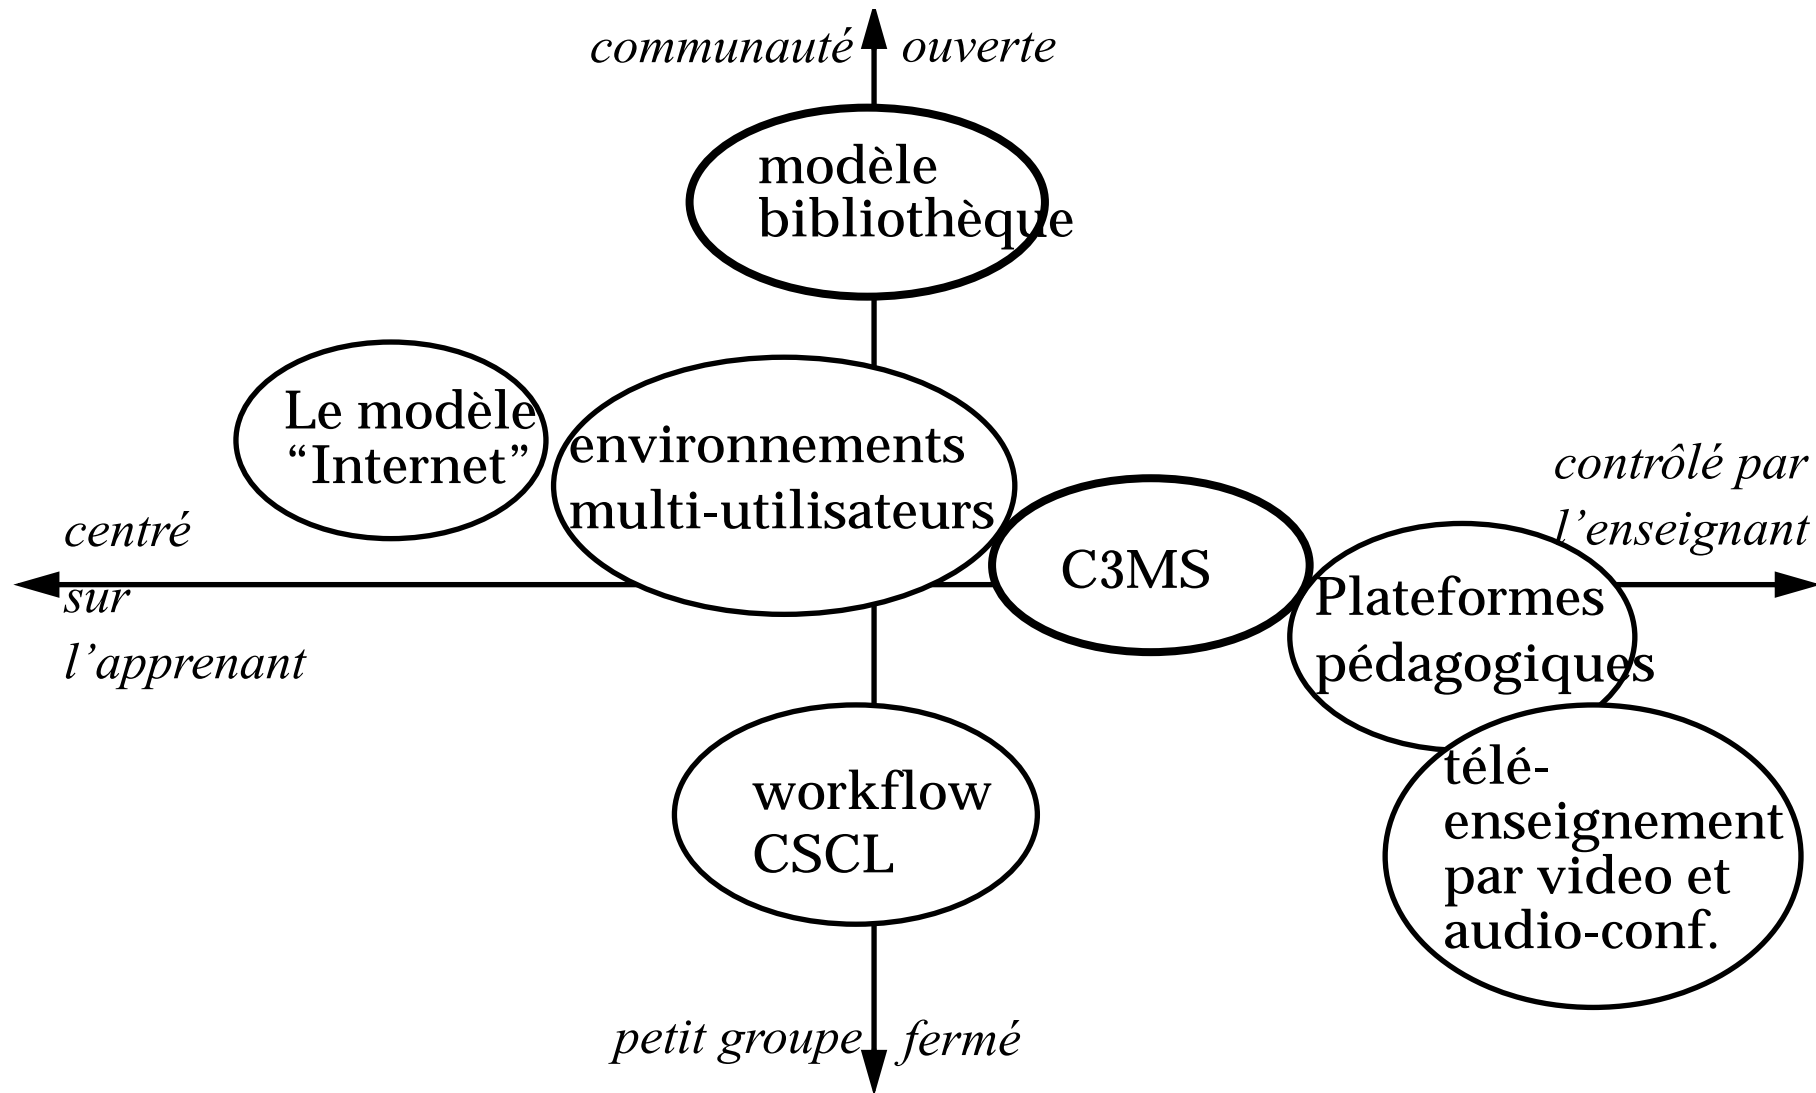 communauté ouverte
modèle
bibliothèque
Le modèle
“Internet”
environnements
multi-utilisateurs
contrôlé par
l’enseignant
centré
sur
l’apprenant
C3MS
Plateformes
pédagogiques
workflow
CSCL
télé-
enseignement
par video et
audio-conf.
petit groupe fermé